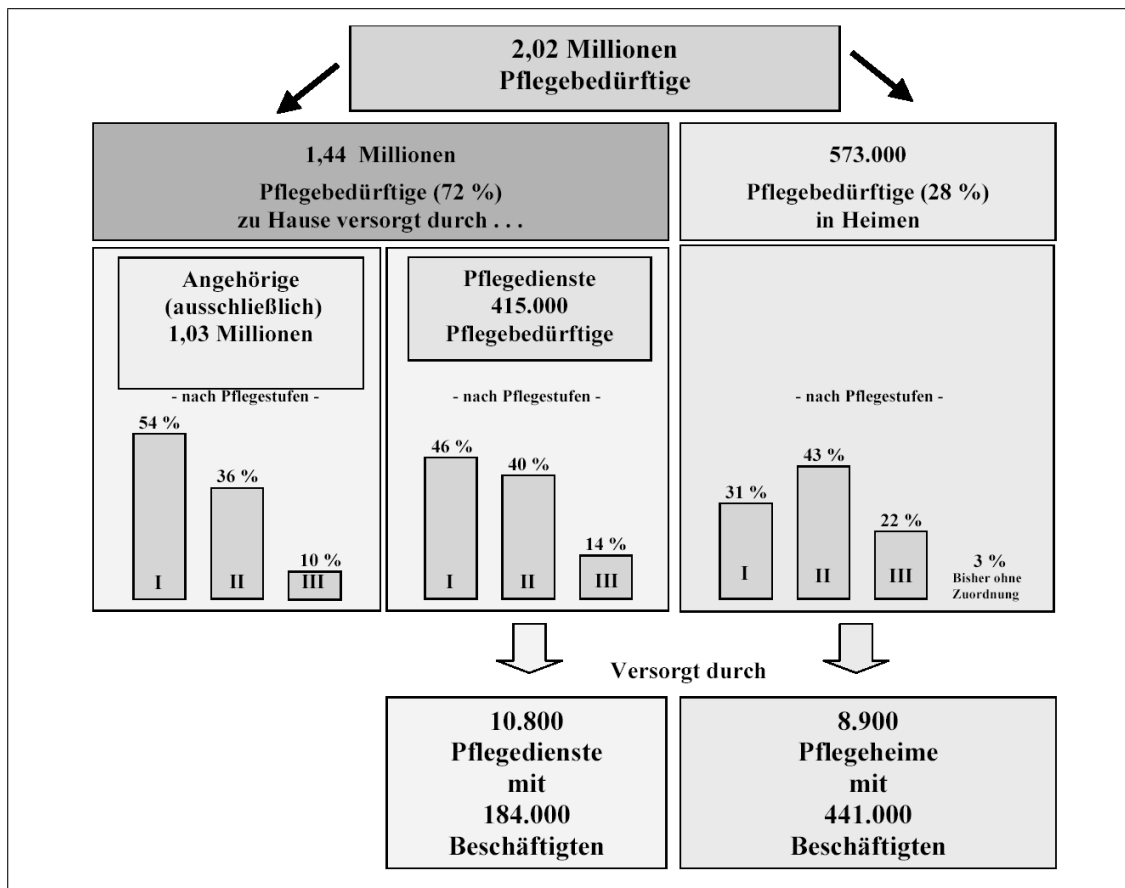 2,02 Millionen
Pflegebedürftige
1,44 Millionen
Pflegebedürftige (72 %)
zu Hause versorgt durch . . .
573.000
Pflegebedürftige (28 %)
in Heimen
Angehörige
(ausschließlich)
1,03 Millionen
- nach Pflegestufen -
54 %
36 %
10 %
I
II
III
Pflegedienste
415.000
Pflegebedürftige
- nach Pflegestufen -
46 %
40 %
14 %
I
II
III
- nach Pflegestufen -
31 %
43 %
22 %
3 %
Bisher ohne
Zuordnung
I
II
III
Versorgt durch
10.800
Pflegedienste
mit
184.000
Beschäftigten
8.900
Pflegeheime
mit
441.000
Beschäftigten